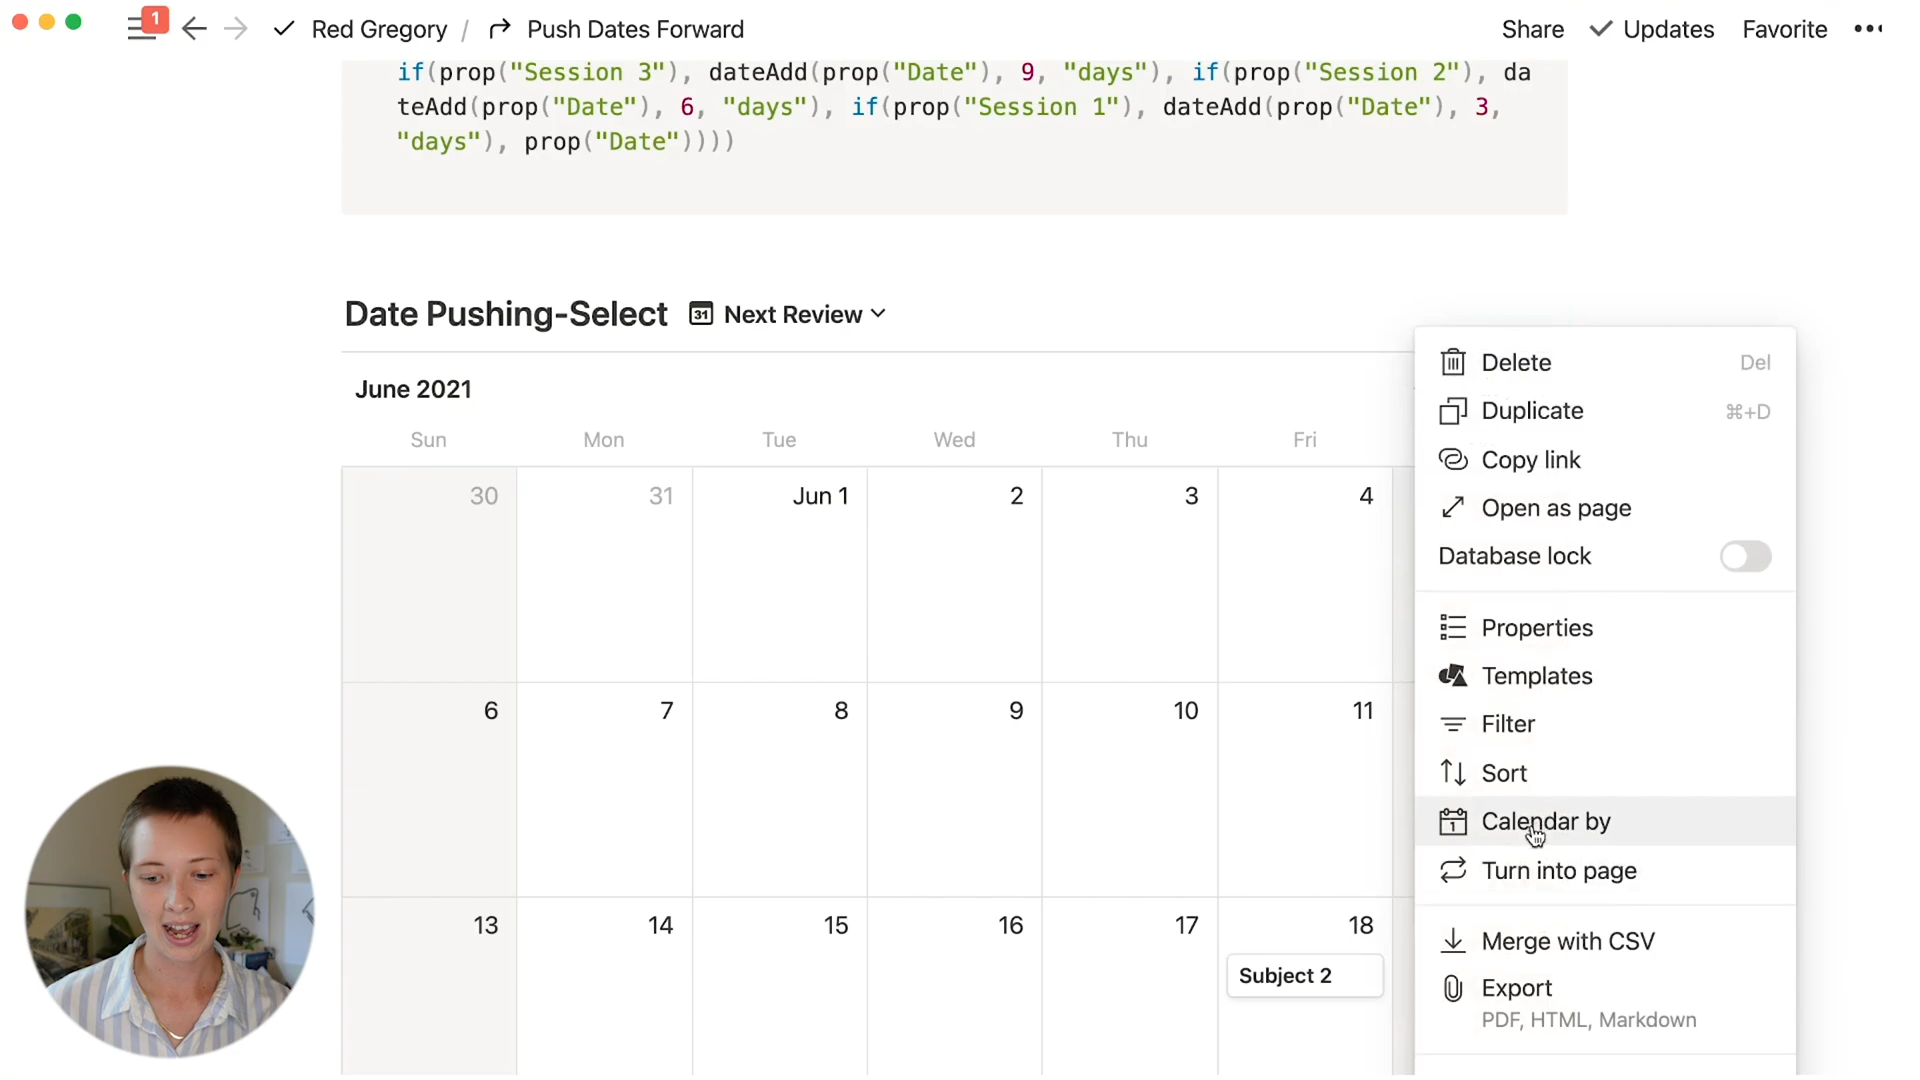 1 Red Gregory / Push Dates Forward Share Updates Favorite •••
if(prop("Session 3"), dateAdd(prop("Date"), 9, "days"), if(prop("Session 2"), da
teAdd(prop("Date"), 6, "days"), if(prop("Session 1"), dateAdd(prop("Date"), 3,
"days"), prop("Date"))))
Date Pushing-Select 31 Next Review
June 2021
Sun Mon Tue Wed Thu Fri
30 31 Jun 1 2 3 4
6 7 8 9 10 11
13 14 15 16 17 18
Subject 2
Delete Del
Duplicate ⌘+D
Copy link
Open as page
Database lock
Properties
Templates
Filter
Sort
1 Calendar by
Turn into page
Merge with CSV
Export
PDF, HTML, Markdown